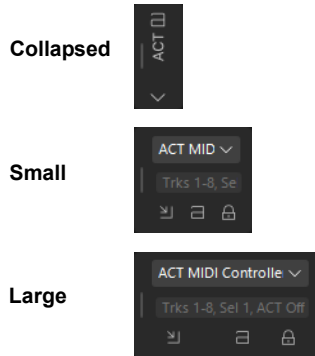 Collapsed
ACT
Small
ACT MID
Trks 1-8, Se
Large
ACT MIDI Controlle
Trks 1-8, Sel 1, ACT Off